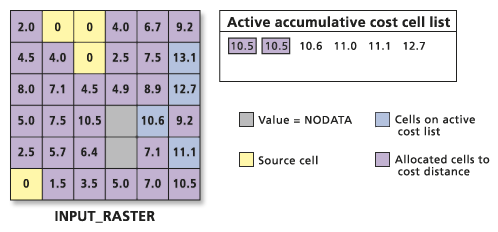 2.0 0 0 4.0 6.7 9.2
4.5 4.0 0 2.5 7.5 13.1
8.0 7.1 4.5 4.9 8.9 12.7
5.0 7.5 10.5 10.6 9.2
2.5 5.7 6.4 7.1 11.1
0 1.5 3.5 5.0 7.0 10.5
INPUT_RASTER
Active accumulative cost cell list
10.5 10.5 10.6 11.0 11.1 12.7
Value = NODATA
Cells on active
cost list
Source cell
Allocated cells to
cost distance